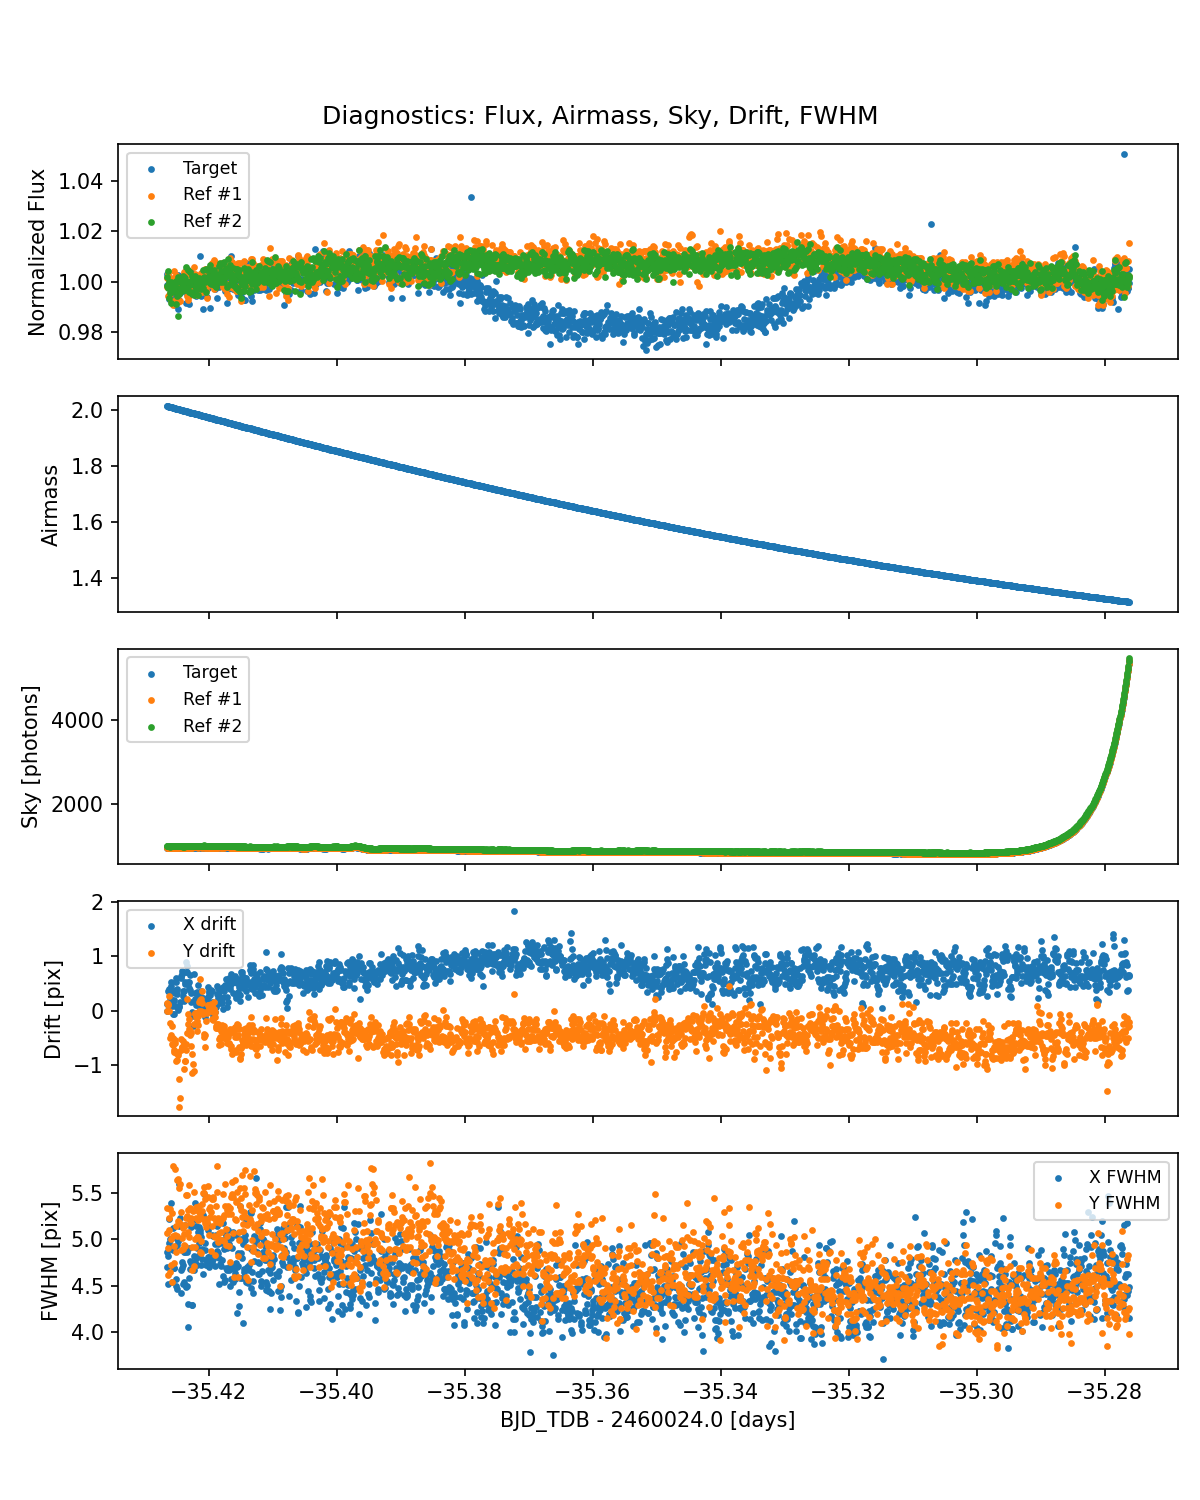 Diagnostics: Flux, Airmass, Sky, Drift, FWHM
Normalized Flux
1.04
1.02
1.00
0.98
Target
Ref #1
Ref #2
Airmass
2.0
1.8
1.6
1.4
Sky [photons]
4000
2000
Target
Ref #1
Ref #2
Drift [pix]
2
1
0
−1
X drift
Y drift
FWHM [pix]
5.5
5.0
4.5
4.0
X FWHM
Y FWHM
−35.42 −35.40 −35.38 −35.36 −35.34 −35.32 −35.30 −35.28
BJD_TDB - 2460024.0 [days]